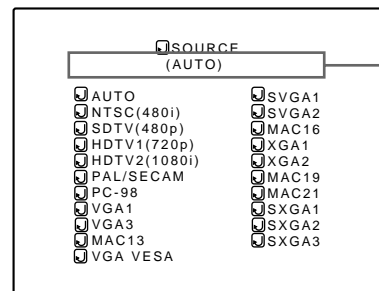 SOURCE
(AUTO)
AUTO
NTSC(480i)
SDTV(480p)
HDTV1(720p)
HDTV2(1080i)
PAL/SECAM
PC-98
VGA1
VGA3
MAC13
VGA VESA
SVGA1
SVGA2
MAC16
XGA1
XGA2
MAC19
MAC21
SXGA1
SXGA2
SXGA3